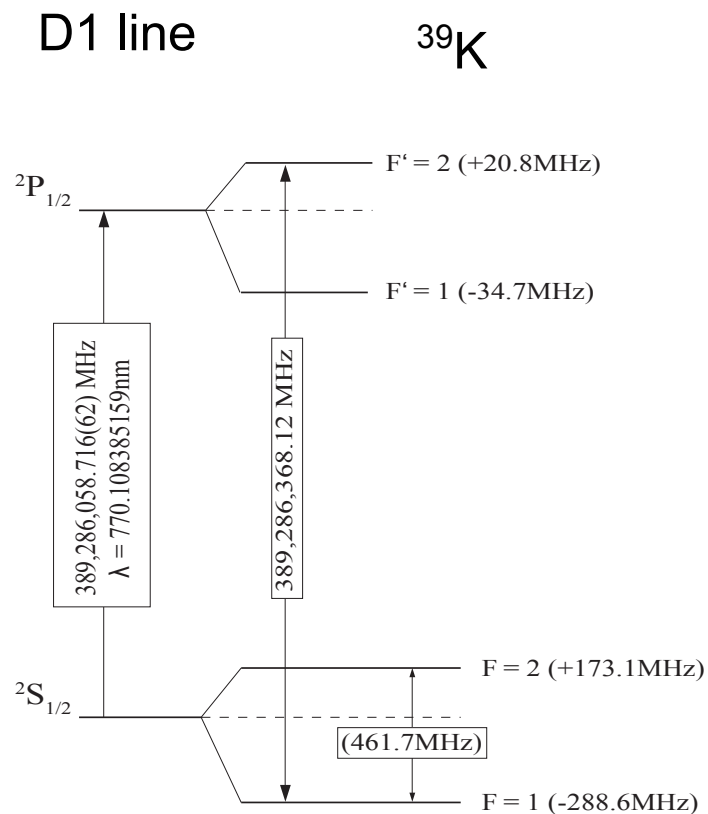 D1 line
³⁹K
F‘ = 2 (+20.8MHz)
²P₁/₂
F‘ = 1 (-34.7MHz)
389,286,058.716(62) MHz
λ = 770.108385159nm
389,286,368.12 MHz
F = 2 (+173.1MHz)
²S₁/₂
(461.7MHz)
F = 1 (-288.6MHz)